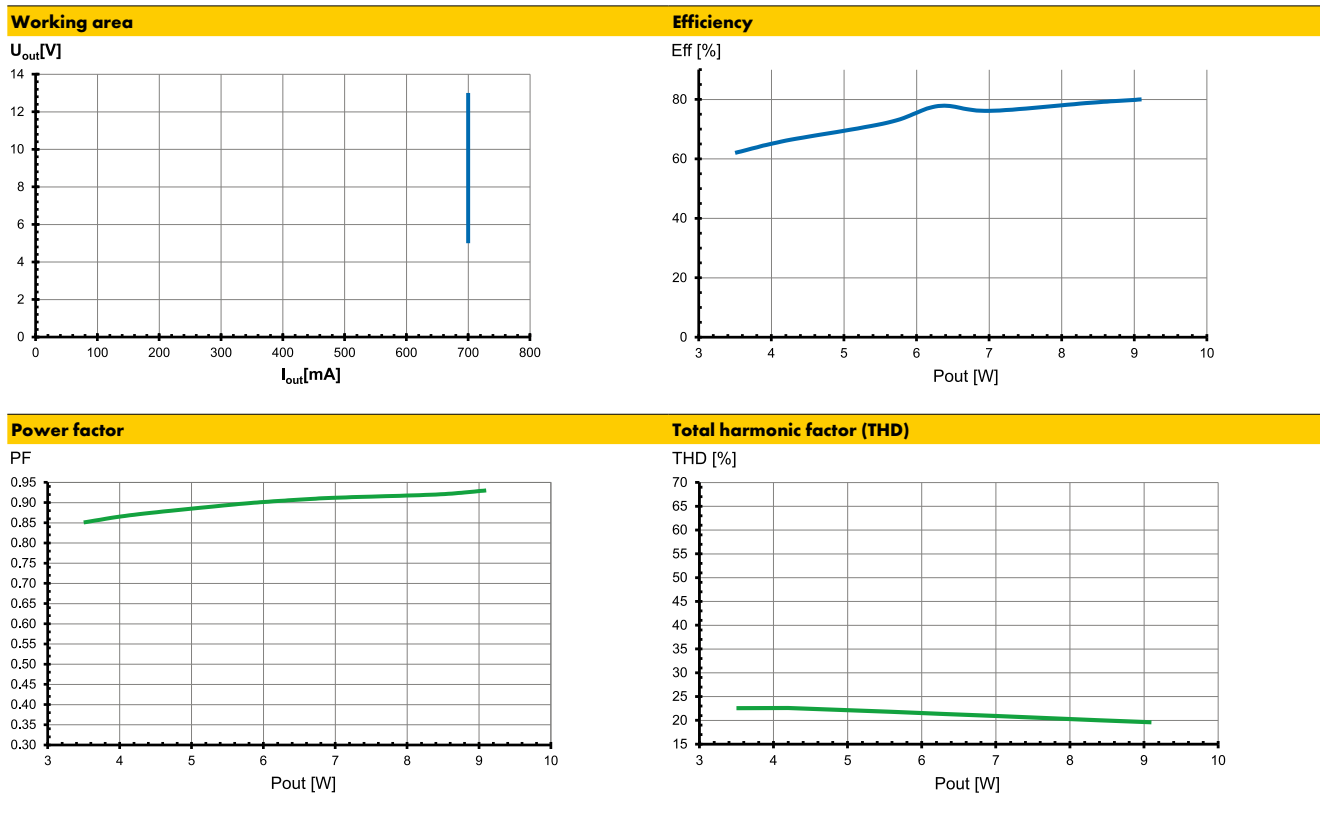 Working area
U_out[V]
14
12
10
8
6
4
2
0
0 100 200 300 400 500 600 700 800
I_out[mA]
Efficiency
Eff [%]
80
60
40
20
0
3 4 5 6 7 8 9 10
Pout [W]
Power factor
PF
0.95
0.90
0.85
0.80
0.75
0.70
0.65
0.60
0.55
0.50
0.45
0.40
0.35
0.30
3 4 5 6 7 8 9 10
Pout [W]
Total harmonic factor (THD)
THD [%]
70
65
60
55
50
45
40
35
30
25
20
15
3 4 5 6 7 8 9 10
Pout [W]